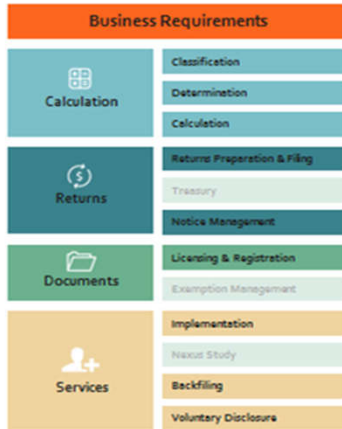 Business Requirements
Calculation
Classification
Determination
Calculation
Returns
Returns Preparation & Filing
Treasury
Notice Management
Documents
Licensing & Registration
Exemption Management
Services
Implementation
Nexus Study
Backfiling
Voluntary Disclosure